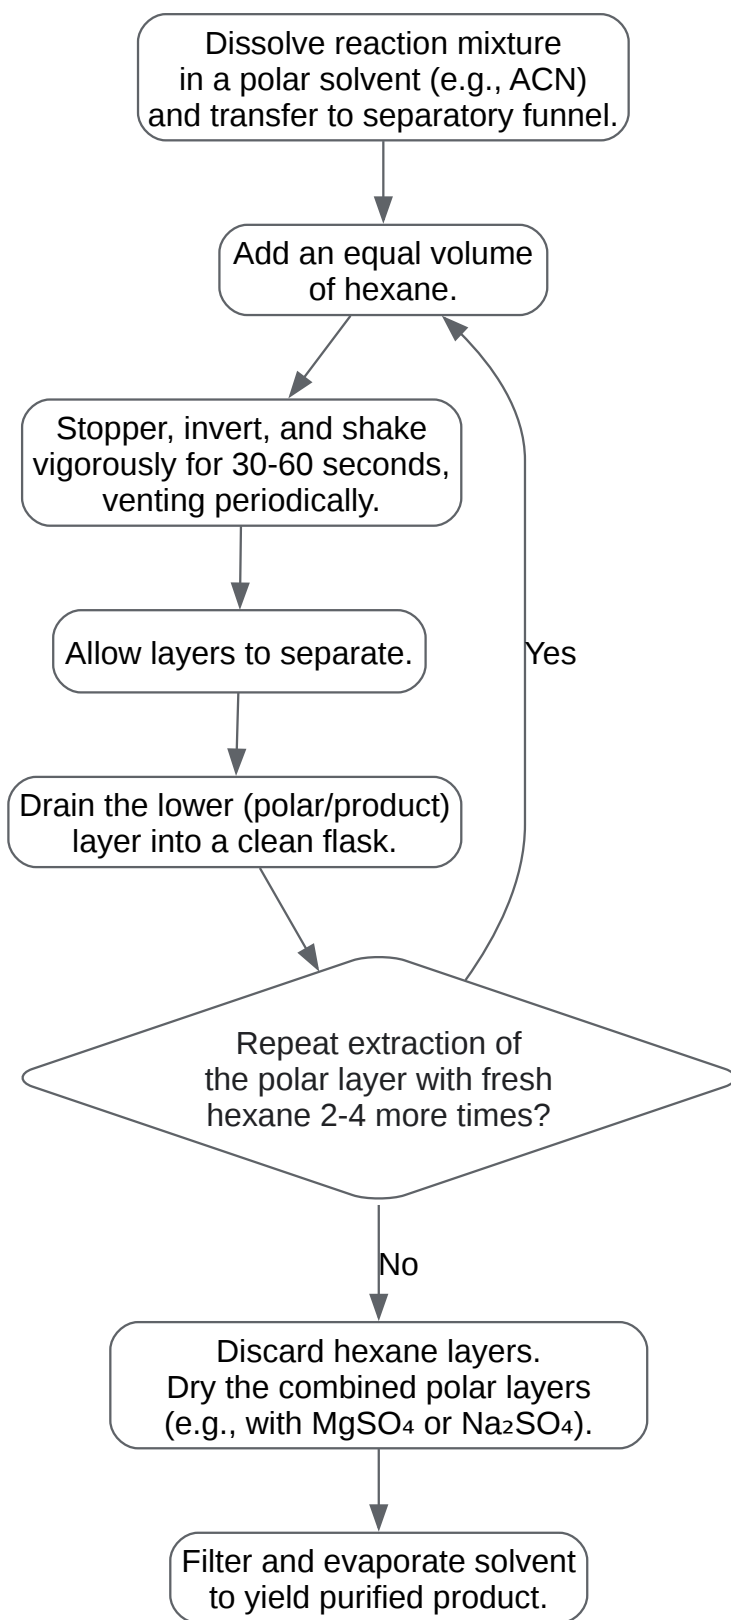 Dissolve reaction mixture
in a polar solvent (e.g., ACN)
and transfer to separatory funnel.
Add an equal volume
of hexane.
Stopper, invert, and shake
vigorously for 30-60 seconds,
venting periodically.
Allow layers to separate.
Yes
Drain the lower (polar/product)
layer into a clean flask.
Repeat extraction of
the polar layer with fresh
hexane 2-4 more times?
No
Discard hexane layers.
Dry the combined polar layers
(e.g., with MgSO₄ or Na₂SO₄).
Filter and evaporate solvent
to yield purified product.